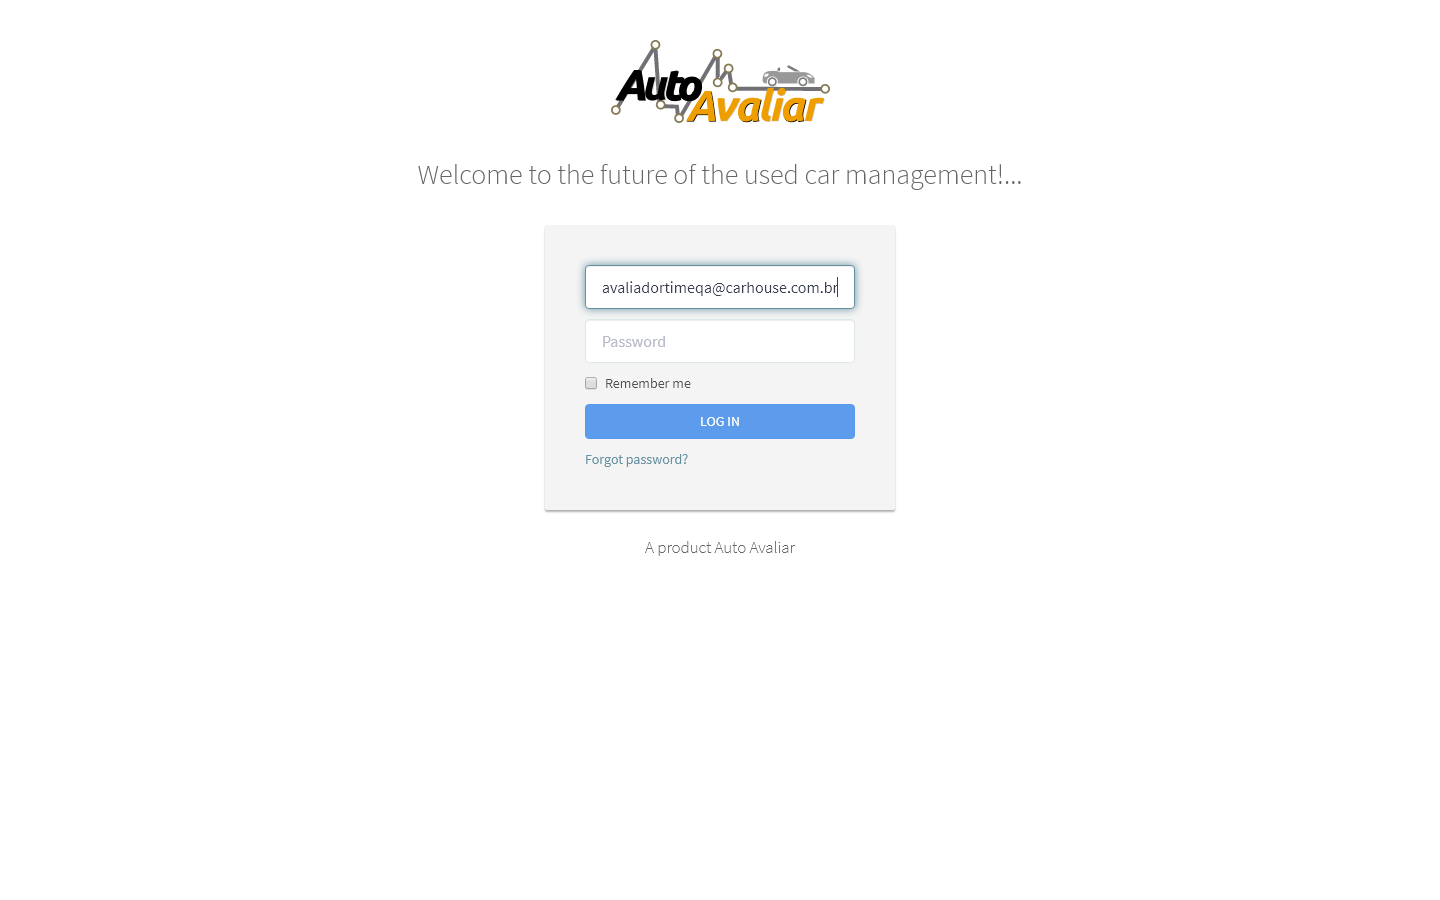 Auto
Avaliar
Welcome to the future of the used car management!...
avaliadortimeqa@carhouse.com.br
Password
Remember me
LOG IN
Forgot password?
A product Auto Avaliar